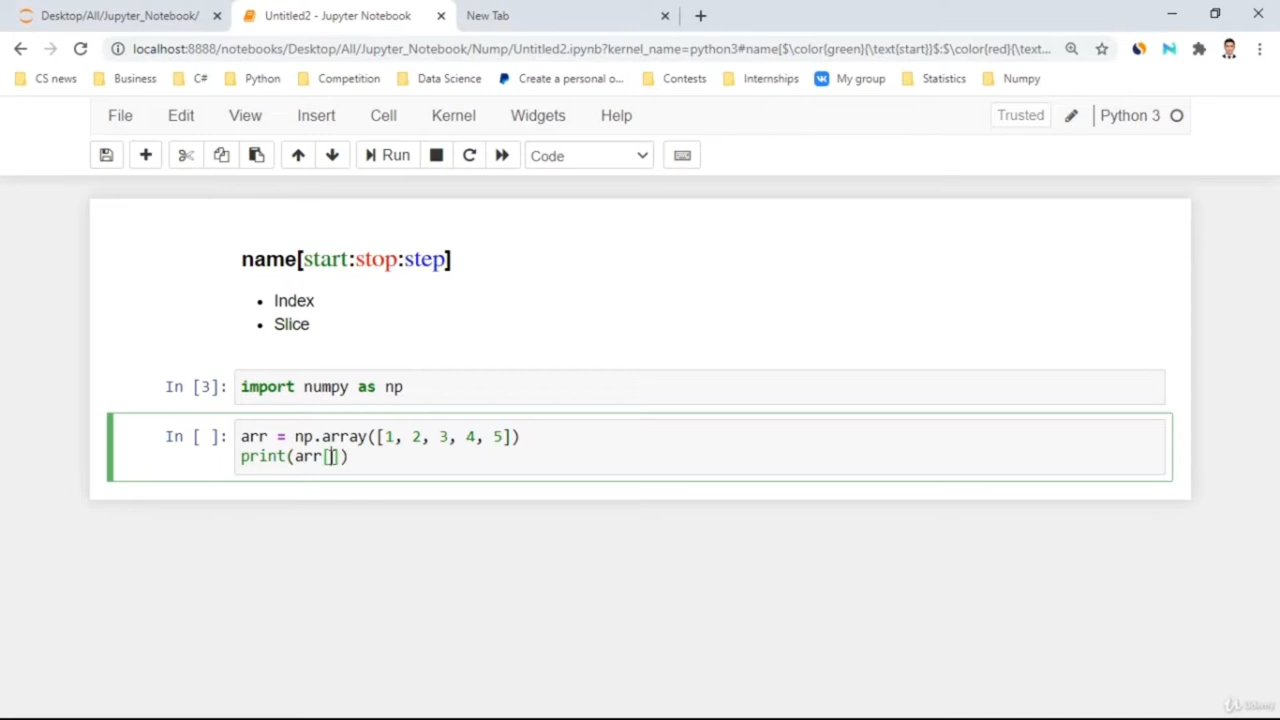 Desktop/All/Jupyter_Notebook/
Untitled2 - Jupyter Notebook
New Tab
localhost:8888/notebooks/Desktop/All/Jupyter_Notebook/Nump/Untitled2.ipynb?kernel_name=python3#name[$\color{green}{\text{start}}$:$\color{red}{\text...
CS news Business C# Python Competition Data Science Create a personal o... Contests Internships My group Statistics Numpy
File Edit View Insert Cell Kernel Widgets Help Trusted Python 3
Run Code
name[start:stop:step]
• Index
• Slice
In [3]: import numpy as np
In [ ]: arr = np.array([1, 2, 3, 4, 5])
print(arr[])
Udemy